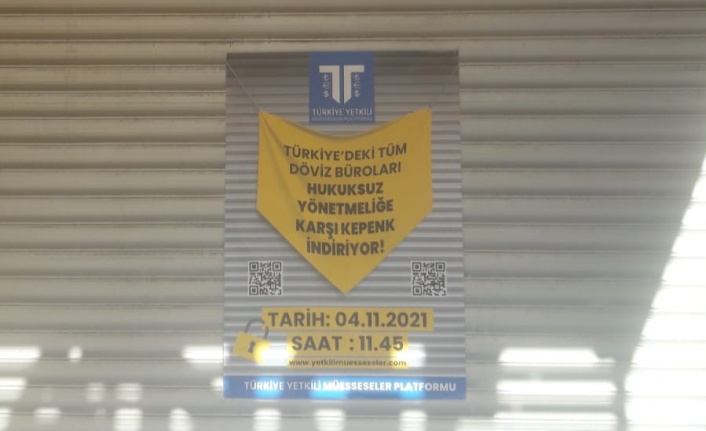 TÜRKİYE YETKİLİ
MÜESSESELER PLATFORMU
TÜRKİYE'DEKİ TÜM
DÖVİZ BÜROLARI
HUKUKSUZ
YÖNETMELİĞE
KARŞI KEPENK
İNDİRİYOR!
TARİH: 04.11.2021
SAAT : 11.45
www.yetkilimuesseseler.com
TÜRKİYE YETKİLİ MÜESSESELER PLATFORMU